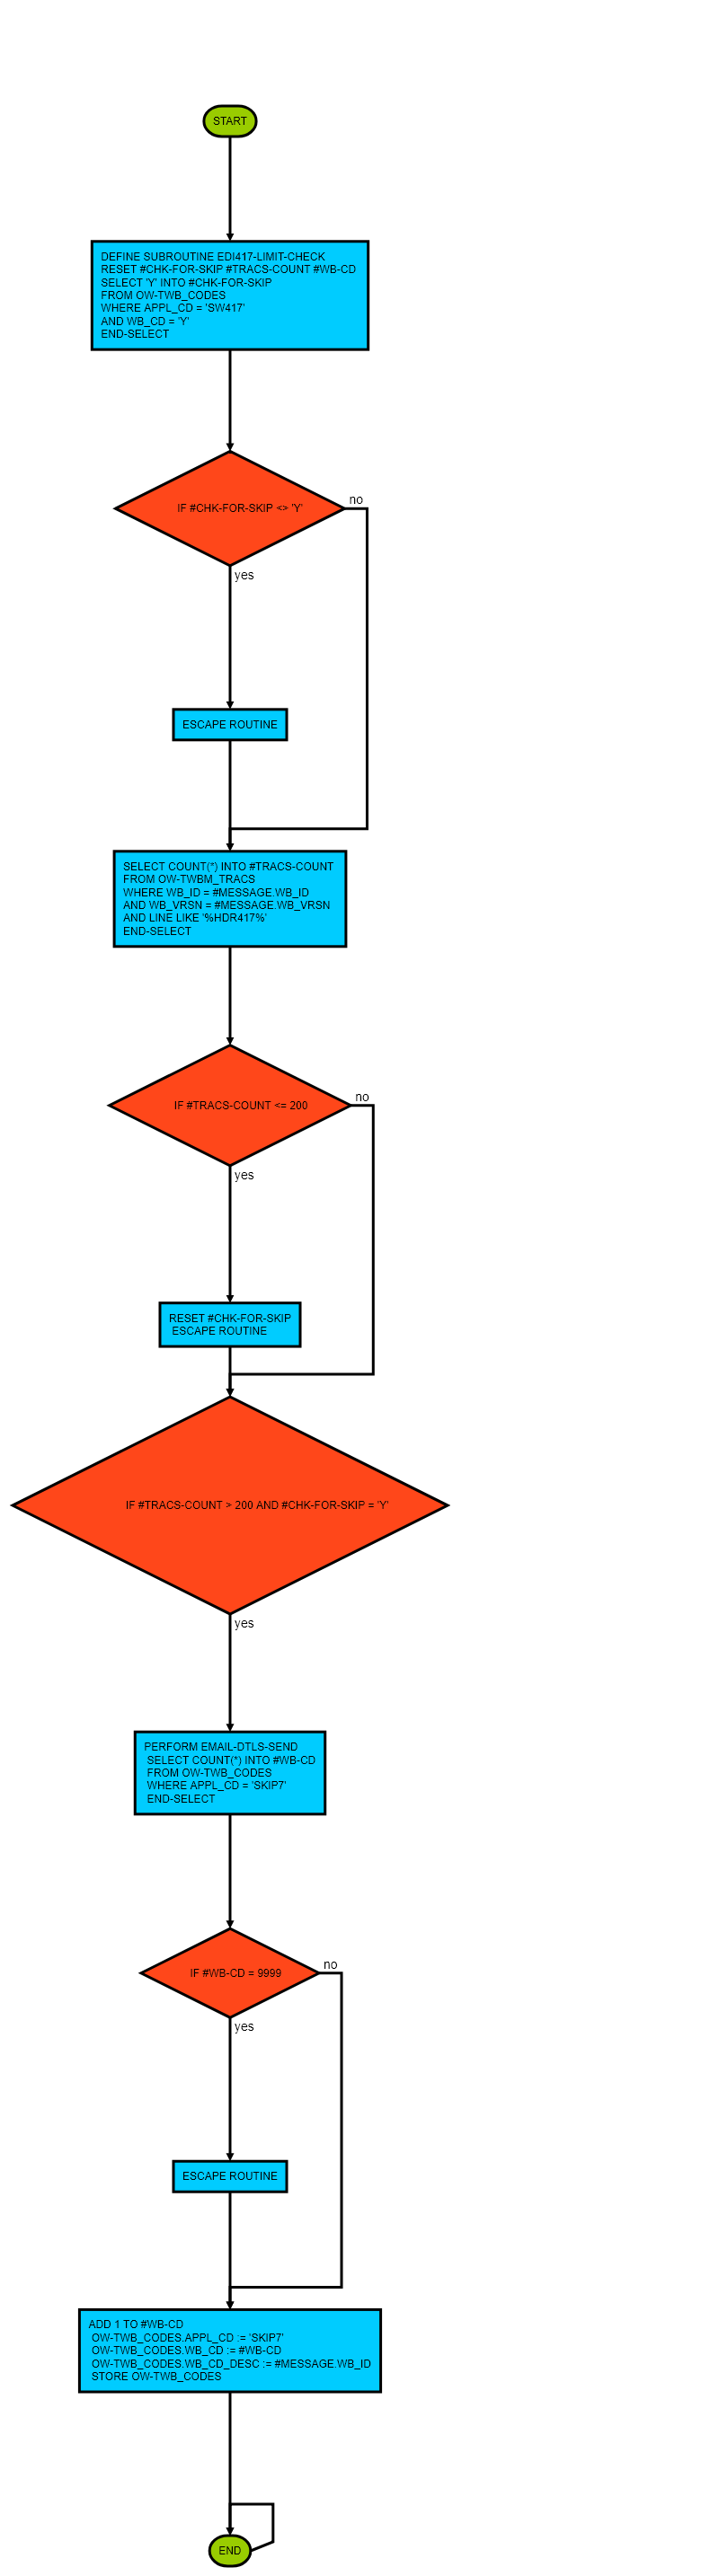 START
DEFINE SUBROUTINE EDI417-LIMIT-CHECK
RESET #CHK-FOR-SKIP #TRACS-COUNT #WB-CD
SELECT 'Y' INTO #CHK-FOR-SKIP
FROM OW-TWB_CODES
WHERE APPL_CD = 'SW417'
AND WB_CD = 'Y'
END-SELECT
IF #CHK-FOR-SKIP <> 'Y'
no
yes
ESCAPE ROUTINE
SELECT COUNT(*) INTO #TRACS-COUNT
FROM OW-TWBM_TRACS
WHERE WB_ID = #MESSAGE.WB_ID
AND WB_VRSN = #MESSAGE.WB_VRSN
AND LINE LIKE '%HDR417%'
END-SELECT
no
IF #TRACS-COUNT <= 200
yes
RESET #CHK-FOR-SKIP
ESCAPE ROUTINE
IF #TRACS-COUNT > 200 AND #CHK-FOR-SKIP = 'Y'
yes
PERFORM EMAIL-DTLS-SEND
SELECT COUNT(*) INTO #WB-CD
FROM OW-TWB_CODES
WHERE APPL_CD = 'SKIP7'
END-SELECT
no
IF #WB-CD = 9999
yes
ESCAPE ROUTINE
ADD 1 TO #WB-CD
OW-TWB_CODES.APPL_CD := 'SKIP7'
OW-TWB_CODES.WB_CD := #WB-CD
OW-TWB_CODES.WB_CD_DESC := #MESSAGE.WB_ID
STORE OW-TWB_CODES
END